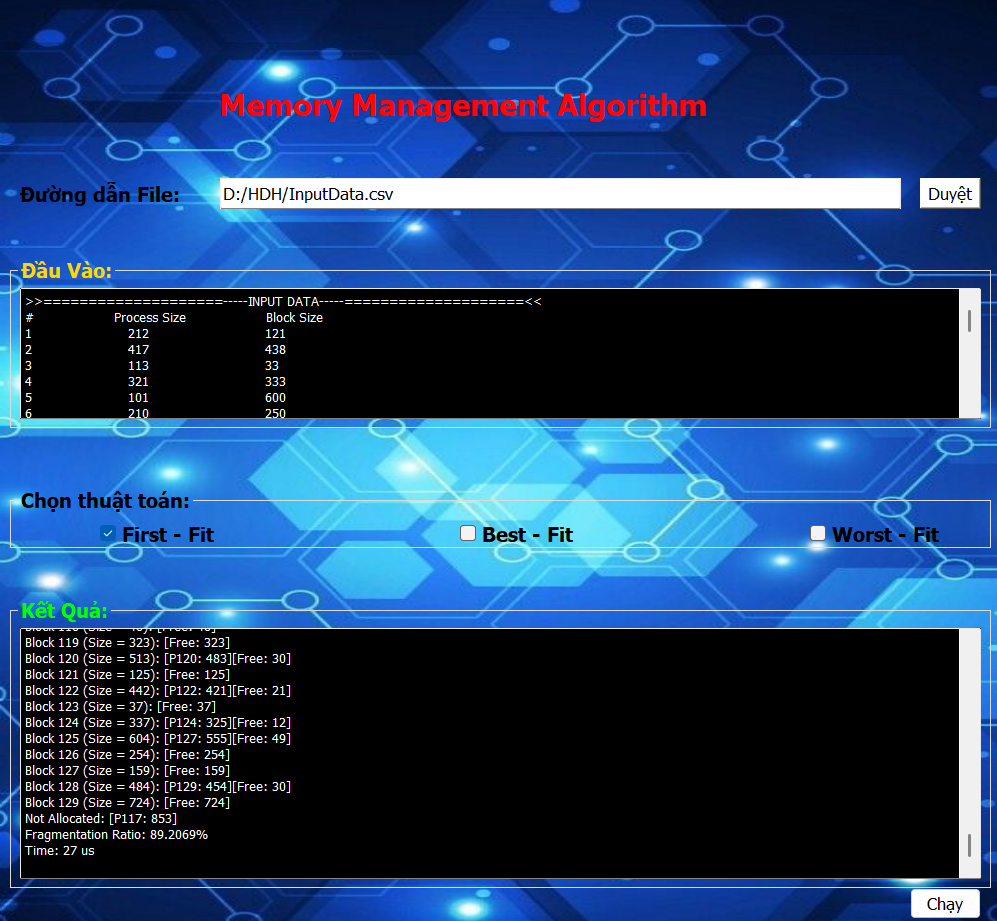 Memory Management Algorithm
Đường dẫn File: D:/HDH/InputData.csv Duyệt
Đầu Vào:
>>=====================-----INPUT DATA-----====================<<
# Process Size Block Size
1 212 121
2 417 438
3 113 33
4 321 333
5 101 600
6 210 250
Chọn thuật toán:
First - Fit Best - Fit Worst - Fit
Kết Quả:
Block 119 (Size = 323): [Free: 323]
Block 120 (Size = 513): [P120: 483][Free: 30]
Block 121 (Size = 125): [Free: 125]
Block 122 (Size = 442): [P122: 421][Free: 21]
Block 123 (Size = 37): [Free: 37]
Block 124 (Size = 337): [P124: 325][Free: 12]
Block 125 (Size = 604): [P127: 555][Free: 49]
Block 126 (Size = 254): [Free: 254]
Block 127 (Size = 159): [Free: 159]
Block 128 (Size = 484): [P129: 454][Free: 30]
Block 129 (Size = 724): [Free: 724]
Not Allocated: [P117: 853]
Fragmentation Ratio: 89.2069%
Time: 27 us
Chạy